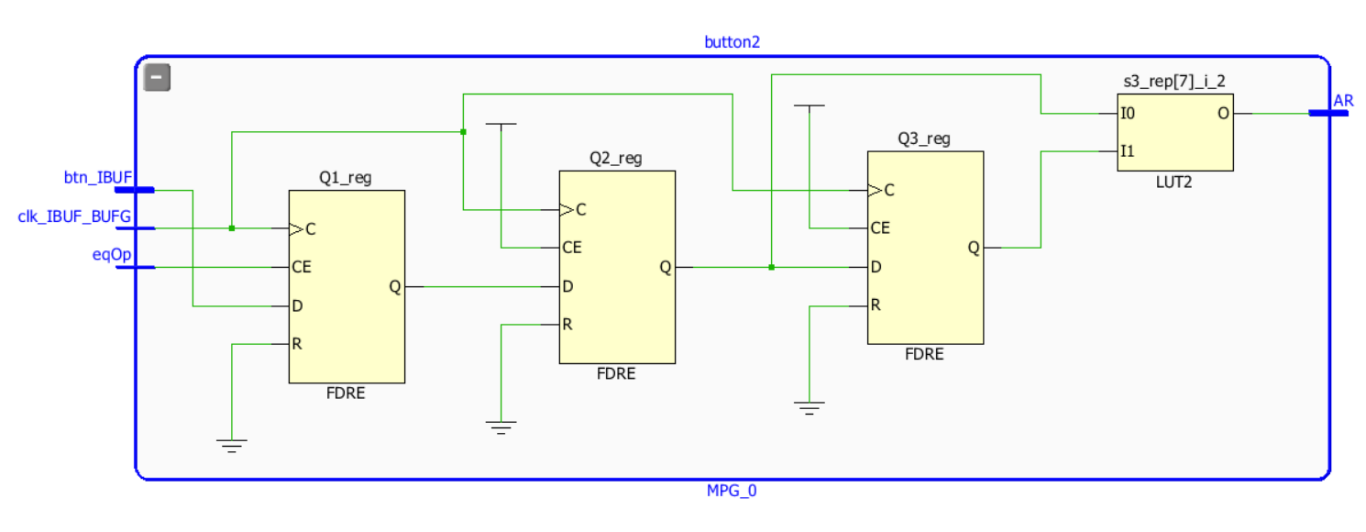 button2
btn_IBUF
clk_IBUF_BUFG
eqOp
Q1_reg
C
CE
D
R
Q
FDRE
Q2_reg
C
CE
D
R
Q
FDRE
Q3_reg
C
CE
D
R
Q
FDRE
s3_rep[7]_i_2
I0
I1
O
LUT2
AR
MPG_0